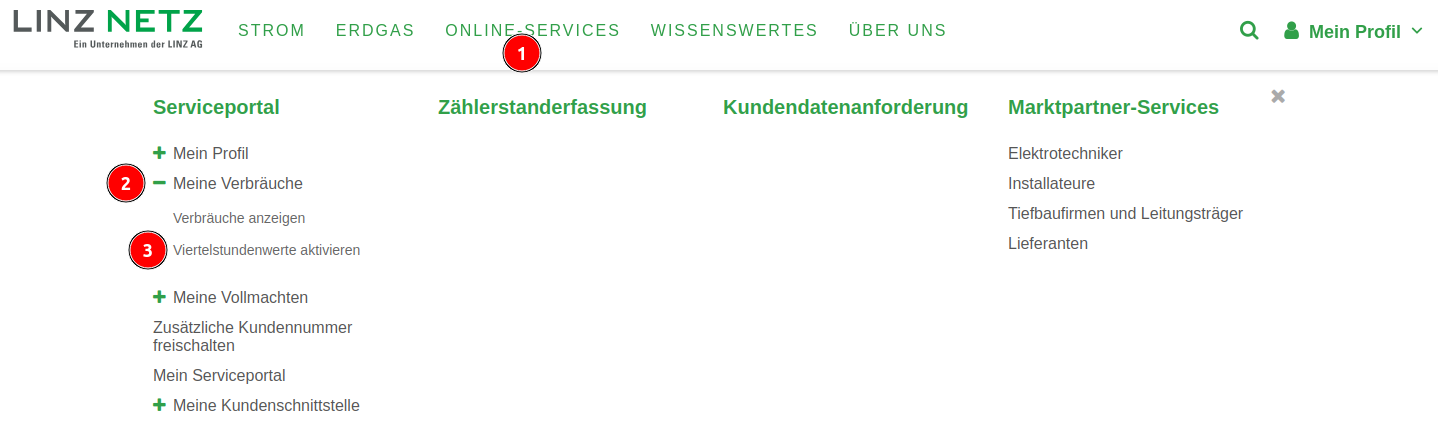 LINZ NETZ
Ein Unternehmen der LINZ AG
STROM ERDGAS ONLINE-SERVICES WISSENSWERTES ÜBER UNS
Mein Profil
1
Serviceportal
Mein Profil
2 Meine Verbräuche
Verbräuche anzeigen
3 Viertelstundenwerte aktivieren
Meine Vollmachten
Zusätzliche Kundennummer
freischalten
Mein Serviceportal
Meine Kundenschnittstelle
Zählerstanderfassung
Kundendatenanforderung
Marktpartner-Services
Elektrotechniker
Installateure
Tiefbaufirmen und Leitungsträger
Lieferanten